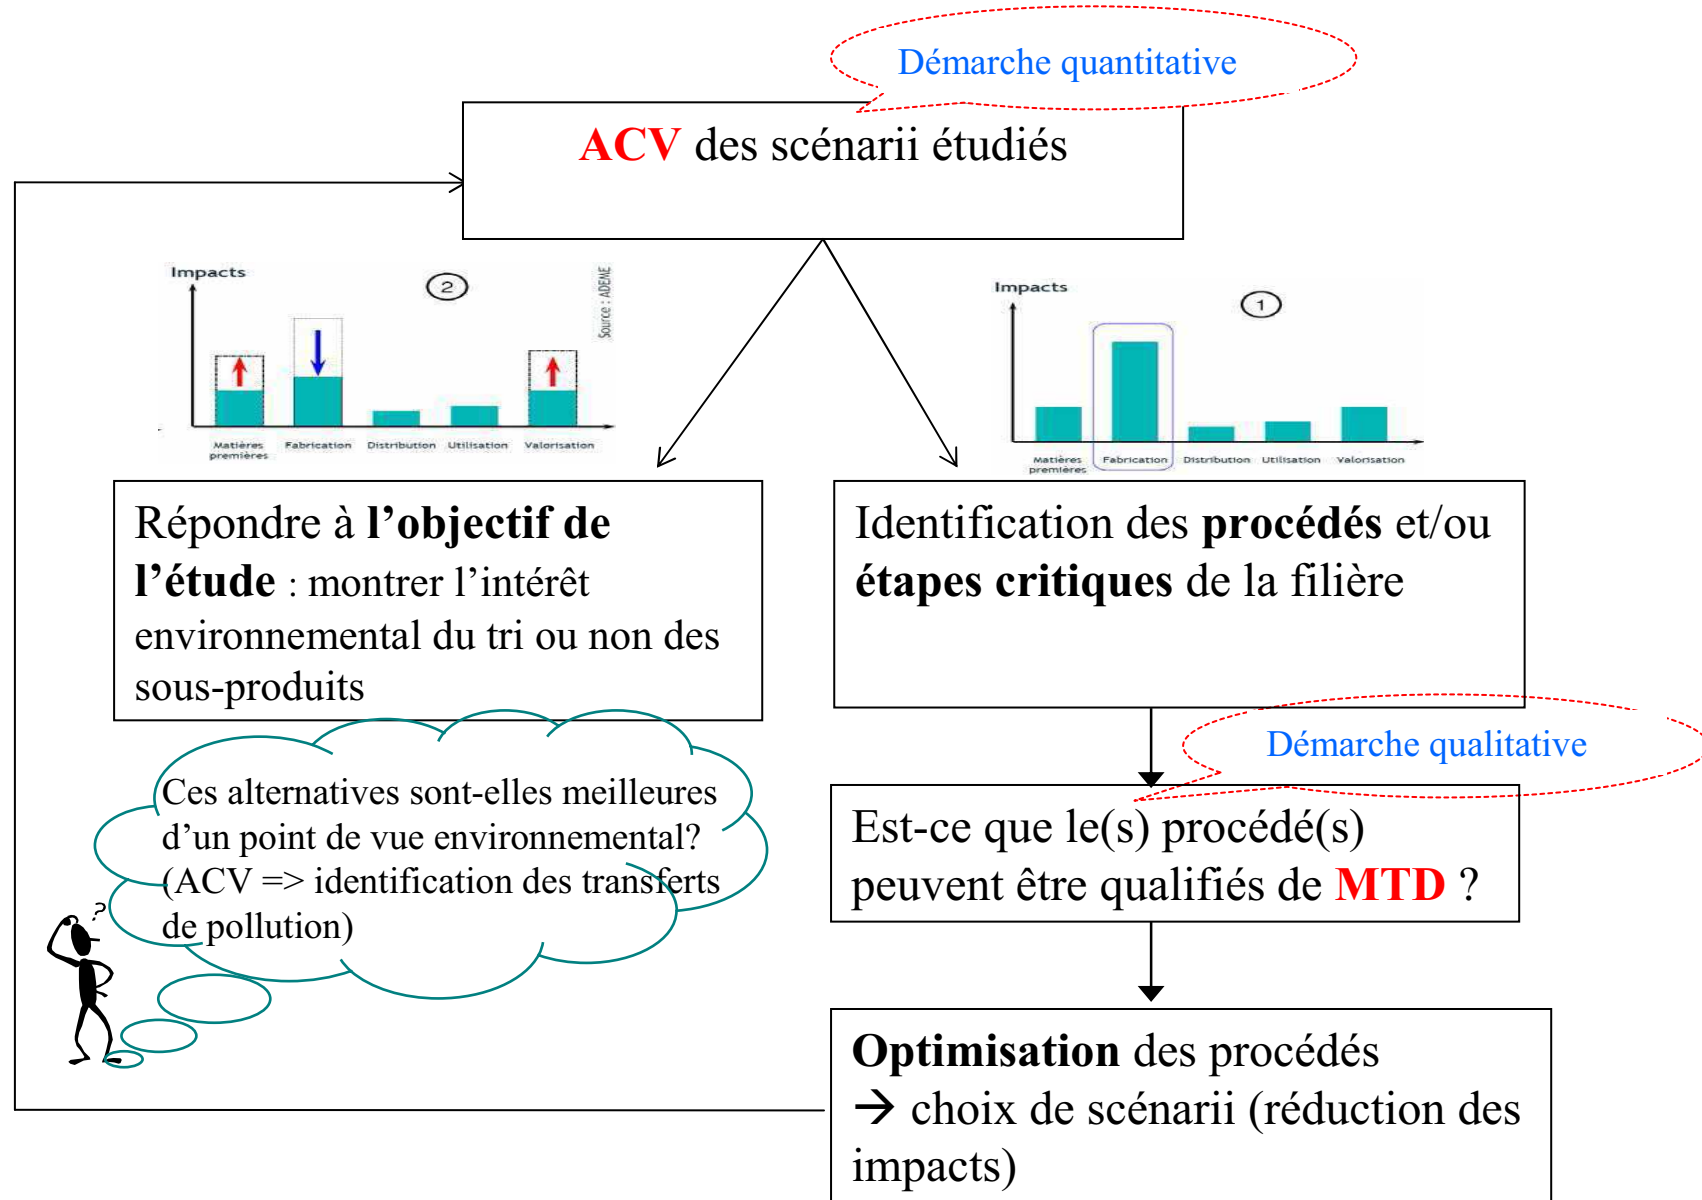 Démarche quantitative
ACV des scénarii étudiés
Impacts
2
Source : ADEME
Matières
premières
Fabrication
Distribution
Utilisation
Valorisation
Impacts
1
Matières
premières
Fabrication
Distribution
Utilisation
Valorisation
Répondre à l’objectif de
l’étude : montrer l’intérêt
environnemental du tri ou non des
sous-produits
Identification des procédés et/ou
étapes critiques de la filière
Ces alternatives sont-elles meilleures
d’un point de vue environnemental?
(ACV => identification des transferts
de pollution)
?
Démarche qualitative
Est-ce que le(s) procédé(s)
peuvent être qualifiés de MTD ?
Optimisation des procédés
→ choix de scénarii (réduction des
impacts)